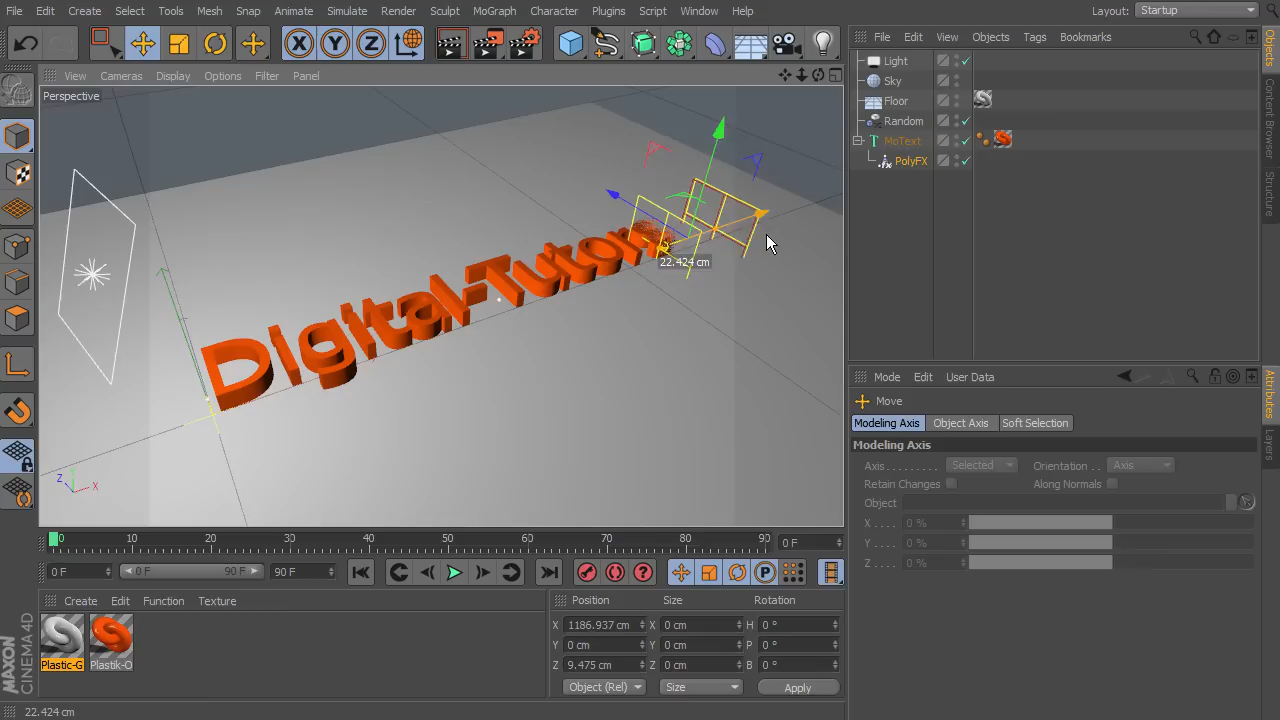 File Edit Create Select Tools Mesh Snap Animate Simulate Render Sculpt MoGraph Character Plugins Script Window Help Layout: Startup
File Edit View Objects Tags Bookmarks
View Cameras Display Options Filter Panel
Perspective
Light
Sky
Floor
Random
MoText
PolyFX
Objects
Content Browser
Structure
Digital-Tutor
22.424 cm
Z X
Mode Edit User Data
Move
Modeling Axis Object Axis Soft Selection
Modeling Axis
Axis......... Selected Orientation.. Axis
Retain Changes Along Normals
Object
X.... 0 %
Y.... 0 %
Z.... 0 %
Attributes
Layers
0 10 20 30 40 50 60 70 80 90 0 F
0 F 0 F 90 F 90 F
Create Edit Function Texture
Plastic-G Plastik-O
Position Size Rotation
X 1186.937 cm X 0 cm H 0 °
Y 0 cm Y 0 cm P 0 °
Z 9.475 cm Z 0 cm B 0 °
Object (Rel) Size Apply
MAXON CINEMA 4D
22.424 cm